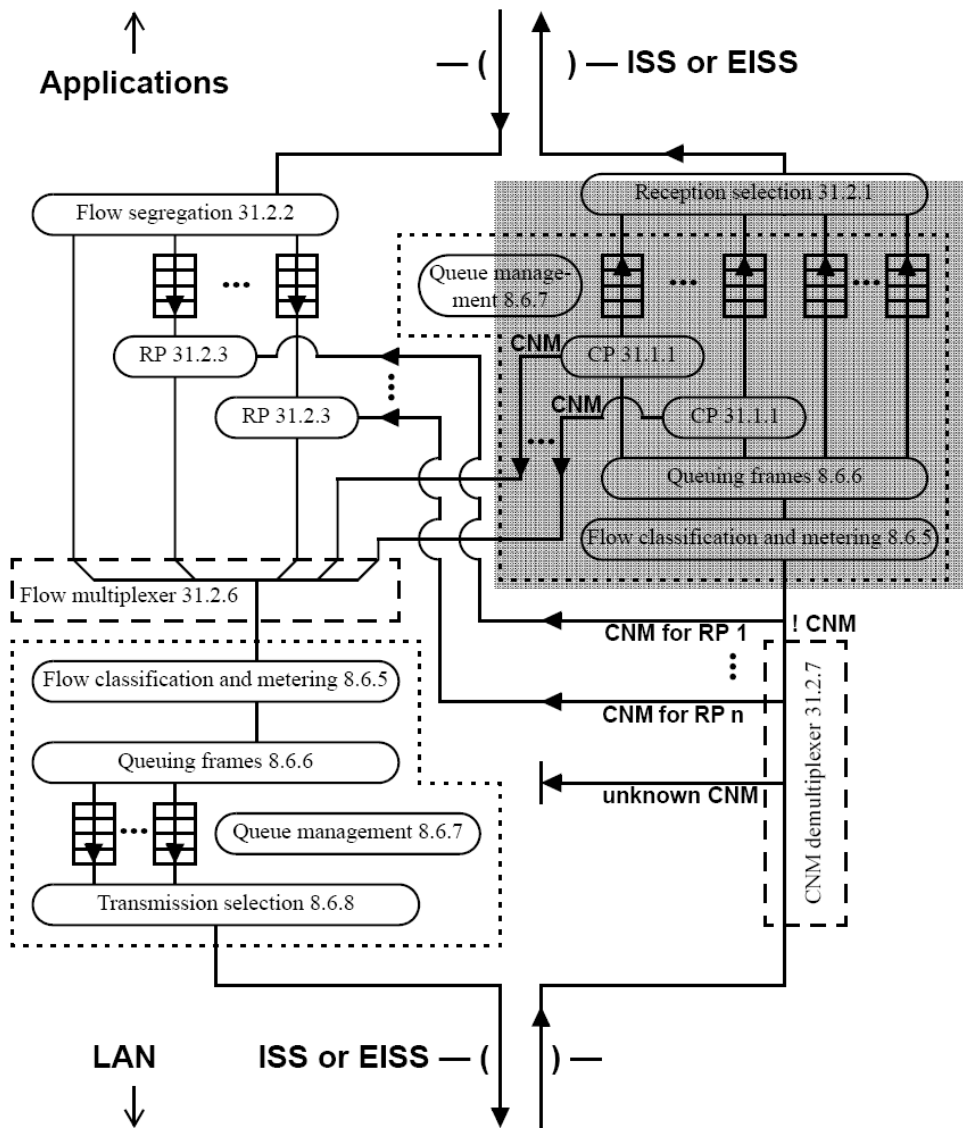 Applications
— ( ) — ISS or EISS
Flow segregation 31.2.2
Reception selection 31.2.1
...
Queue manage-
ment 8.6.7
...
...
RP 31.2.3
CNM
CP 31.1.1
...
RP 31.2.3
CNM
CP 31.1.1
...
Queuing frames 8.6.6
Flow classification and metering 8.6.5
Flow multiplexer 31.2.6
CNM for RP 1
! CNM
...
Flow classification and metering 8.6.5
CNM for RP n
CNM demultiplexer 31.2.7
Queuing frames 8.6.6
unknown CNM
...
Queue management 8.6.7
Transmission selection 8.6.8
LAN
ISS or EISS — ( ) —